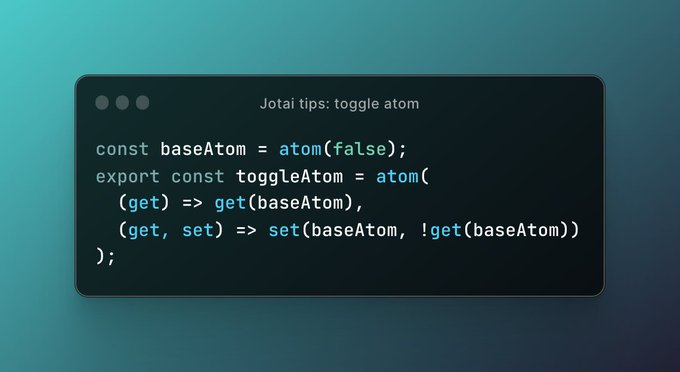 Jotai tips: toggle atom
const baseAtom = atom(false);
export const toggleAtom = atom(
  (get) => get(baseAtom),
  (get, set) => set(baseAtom, !get(baseAtom))
);